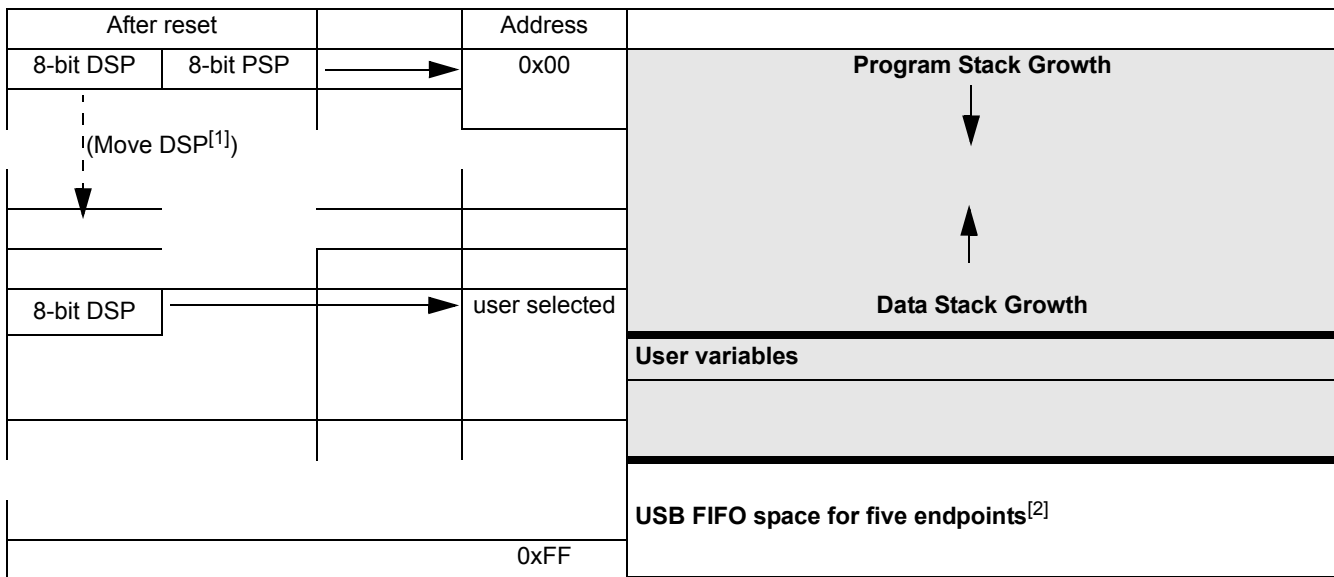 After reset Address
8-bit DSP 8-bit PSP 0x00 Program Stack Growth
(Move DSP[1])
8-bit DSP user selected Data Stack Growth
User variables
USB FIFO space for five endpoints[2]
0xFF